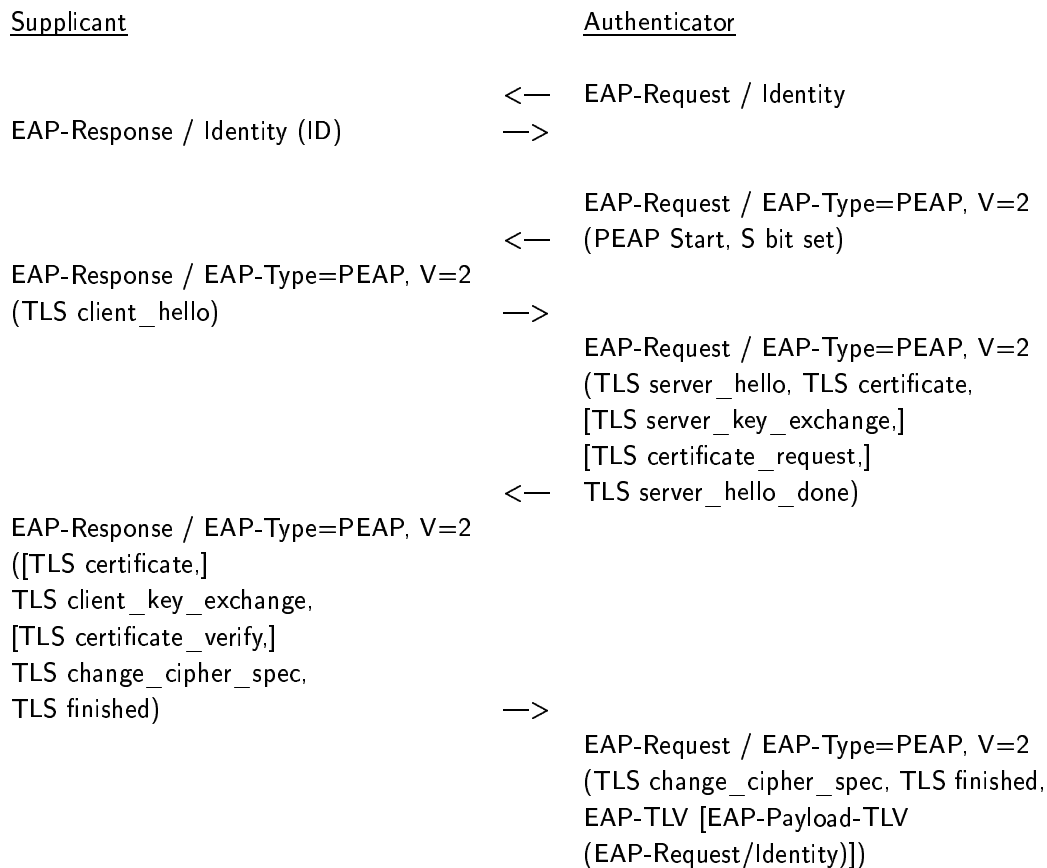 Supplicant Authenticator
<— EAP-Request / Identity
EAP-Response / Identity (ID) —>
EAP-Request / EAP-Type=PEAP, V=2
<— (PEAP Start, S bit set)
EAP-Response / EAP-Type=PEAP, V=2
(TLS client_hello) —>
EAP-Request / EAP-Type=PEAP, V=2
(TLS server_hello, TLS certificate,
[TLS server_key_exchange,]
[TLS certificate_request,]
<— TLS server_hello_done)
EAP-Response / EAP-Type=PEAP, V=2
([TLS certificate,]
TLS client_key_exchange,
[TLS certificate_verify,]
TLS change_cipher_spec,
TLS finished) —>
EAP-Request / EAP-Type=PEAP, V=2
(TLS change_cipher_spec, TLS finished,
EAP-TLV [EAP-Payload-TLV
(EAP-Request/Identity)])